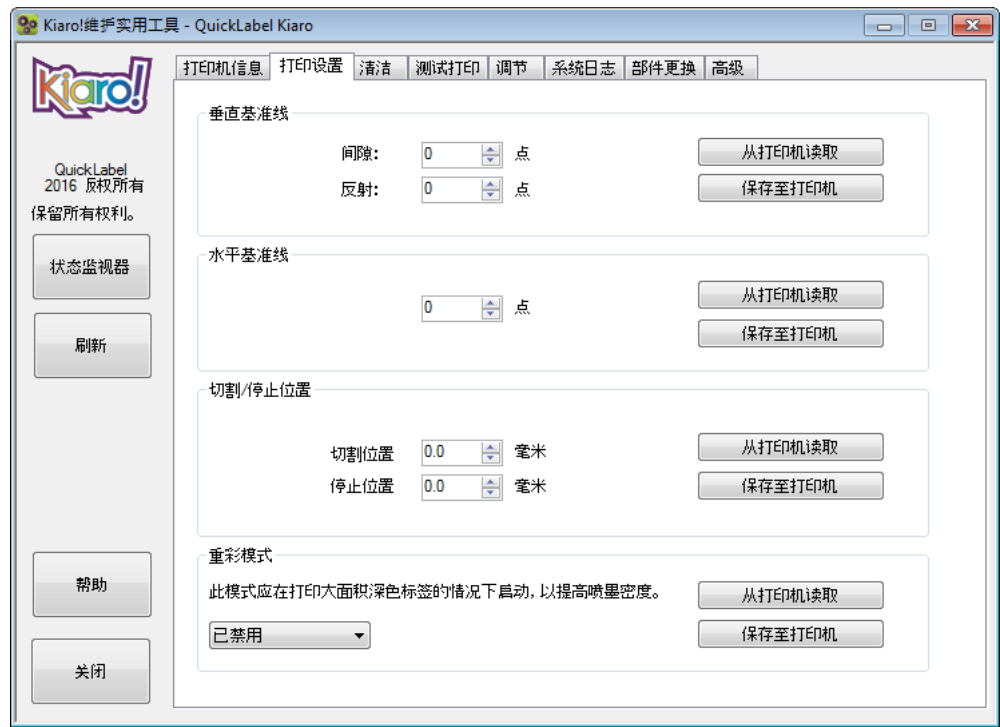 Kiaro!维护实用工具 - QuickLabel Kiaro
Kiaro!
QuickLabel
2016 反权所有
保留所有权利。
状态监视器
刷新
帮助
关闭
打印机信息 打印设置 清洁 测试打印 调节 系统日志 部件更换 高级
垂直基准线
间隙: 0 点 从打印机读取
反射: 0 点 保存至打印机
水平基准线
0 点 从打印机读取
保存至打印机
切割/停止位置
切割位置 0.0 毫米 从打印机读取
停止位置 0.0 毫米 保存至打印机
重彩模式
此模式应在打印大面积深色标签的情况下启动, 以提高喷墨密度。 从打印机读取
已禁用 保存至打印机